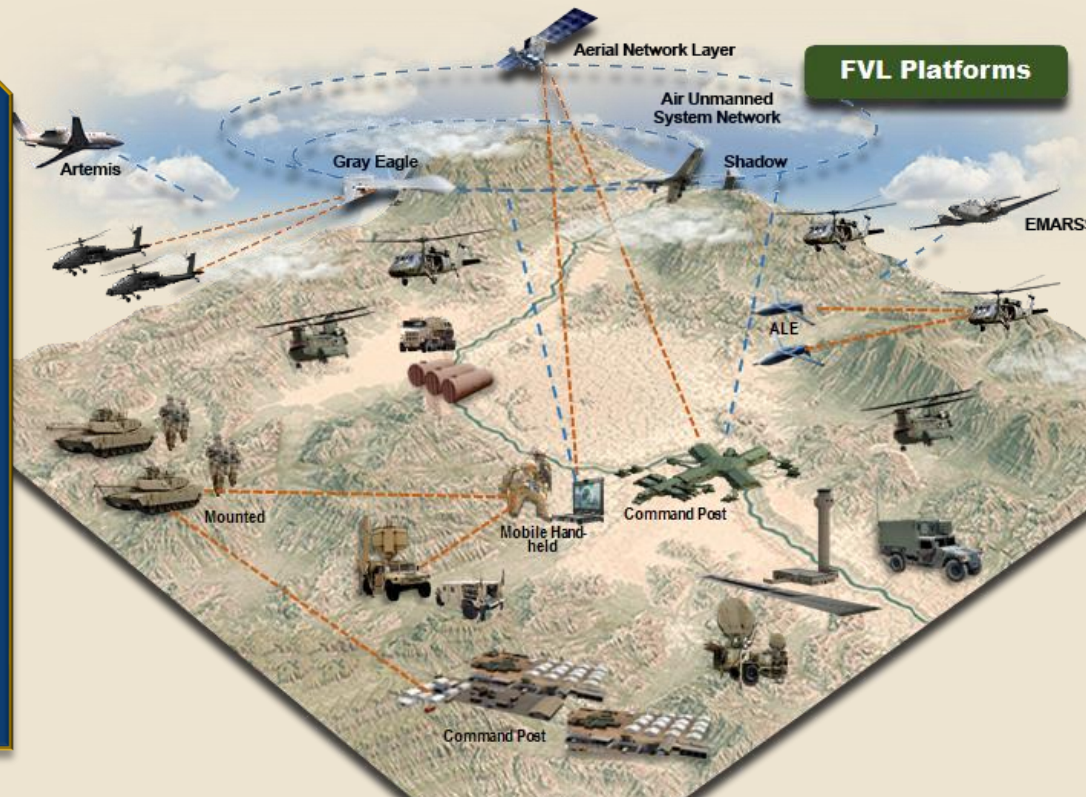 Aerial Network Layer
FVL Platforms
Air Unmanned
System Network
Artemis
Gray Eagle
Shadow
EMARS
ALE
Mounted
Mobile Hand-
held
Command Post
Command Post